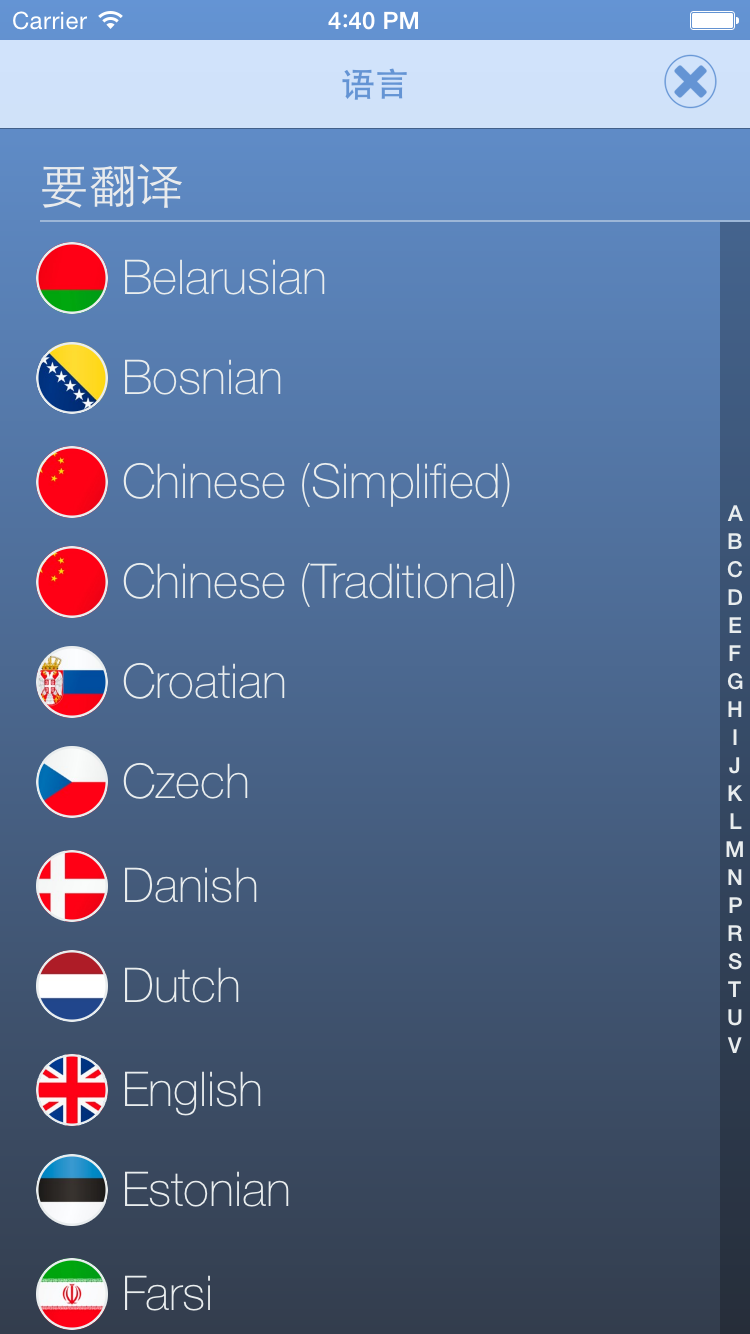 Carrier 4:40 PM
语言
要翻译
Belarusian
Bosnian
Chinese (Simplified)
Chinese (Traditional)
Croatian
Czech
Danish
Dutch
English
Estonian
Farsi
A
B
C
D
E
F
G
H
I
J
K
L
M
N
P
R
S
T
U
V